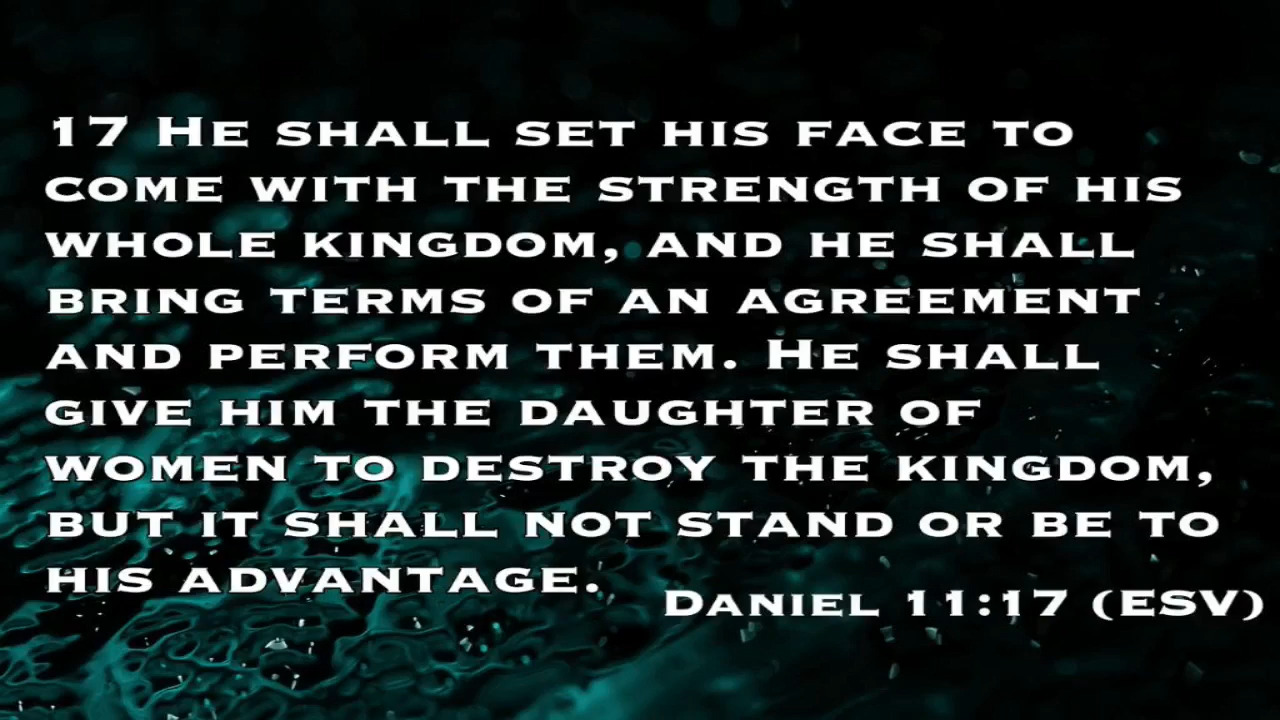 17 He shall set his face to
come with the strength of his
whole kingdom, and he shall
bring terms of an agreement
and perform them. He shall
give him the daughter of
women to destroy the kingdom,
but it shall not stand or be to
his advantage.
Daniel 11:17 (ESV)